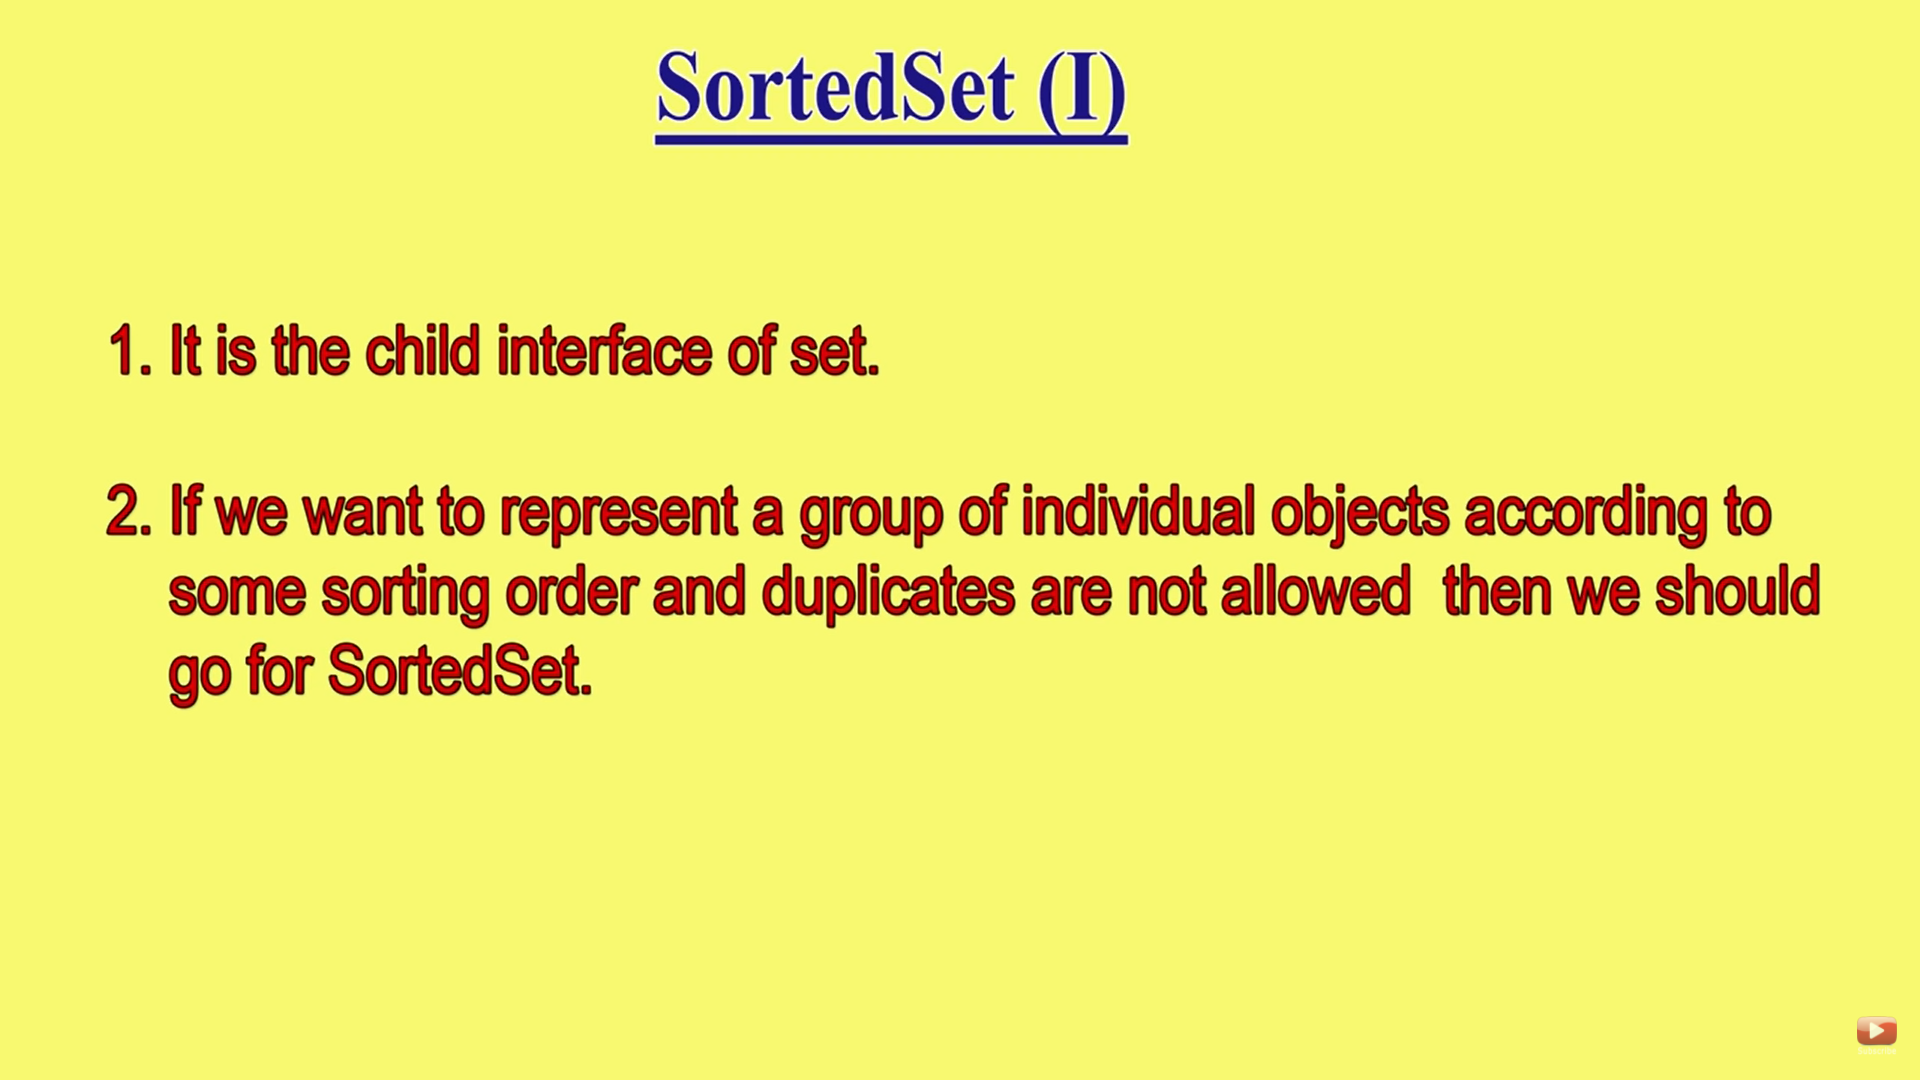 SortedSet (I)
1. It is the child interface of set.
2. If we want to represent a group of individual objects according to
some sorting order and duplicates are not allowed  then we should
go for SortedSet.